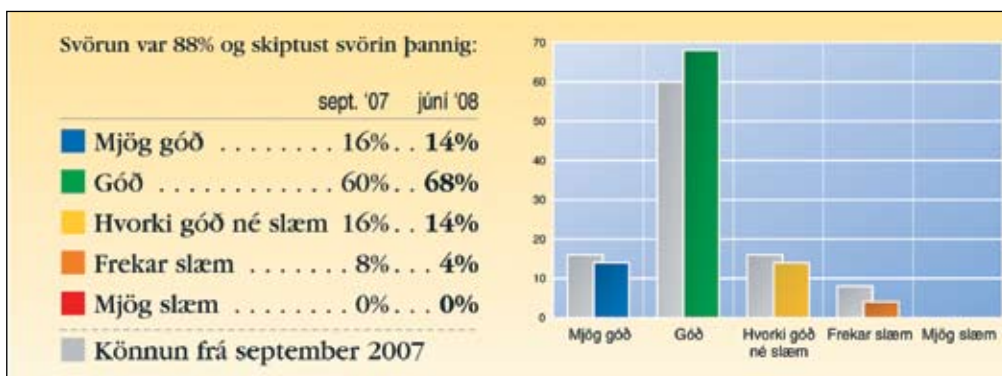 Svörun var 88% og skiptust svörin þannig:
sept. '07 júní '08
Mjög góð . . . . . . . . 16% . . 14%
Góð . . . . . . . . . . . . 60% . . 68%
Hvorki góð né slæm 16% . . 14%
Frekar slæm . . . . . . . 8% . . . 4%
Mjög slæm . . . . . . . . 0% . . . 0%
Könnun frá september 2007
70
60
50
40
30
20
10
0
Mjög góð Góð Hvorki góð né slæm Frekar slæm Mjög slæm